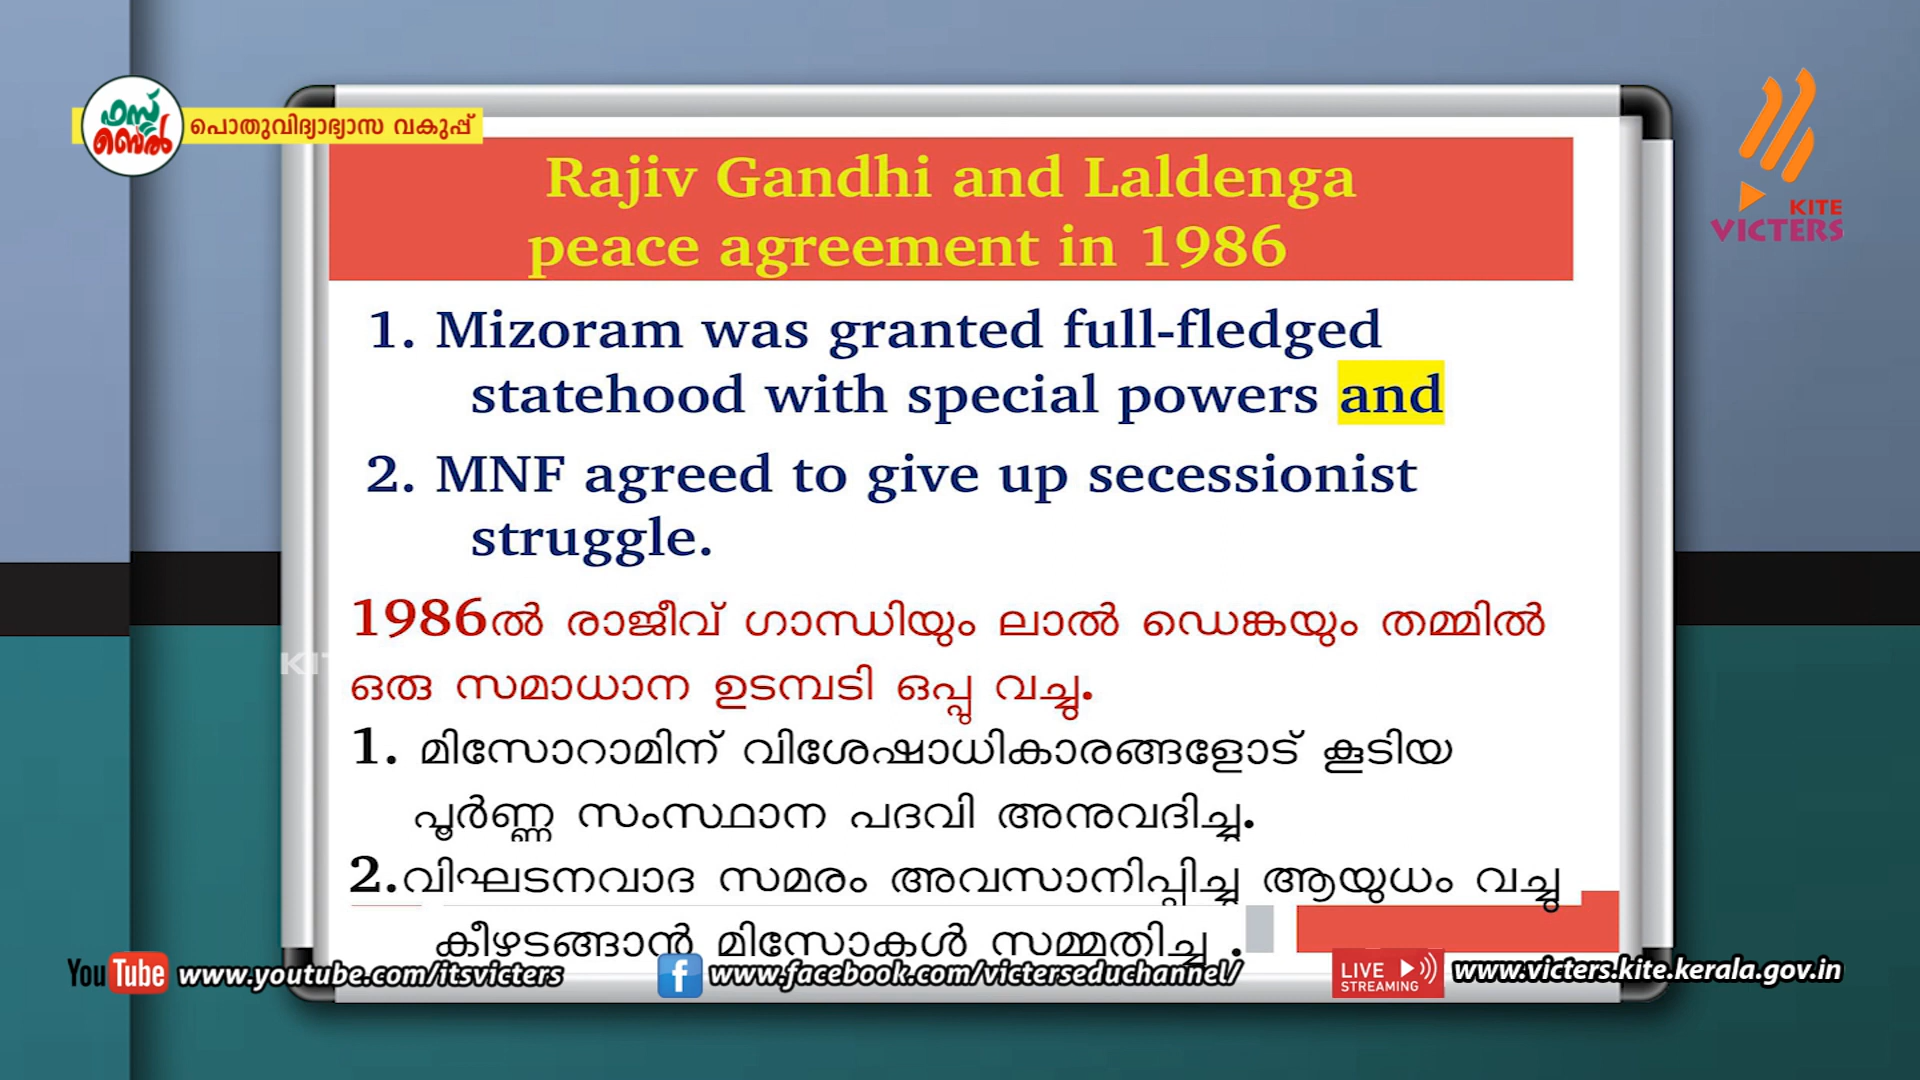 ഫസ്റ്റ്
ബെൽ
പൊതുവിദ്യാഭ്യാസ വകുപ്പ്
KITE
VICTERS
Rajiv Gandhi and Laldenga
peace agreement in 1986
1. Mizoram was granted full-fledged
statehood with special powers and
2. MNF agreed to give up secessionist
struggle.
1986ൽ രാജീവ് ഗാന്ധിയും ലാൽ ഡെങ്കയും തമ്മിൽ
ഒരു സമാധാന ഉടമ്പടി ഒപ്പു വച്ചു.
1. മിസോറാമിന് വിശേഷാധികാരങ്ങളോട് കൂടിയ
പൂർണ്ണ സംസ്ഥാന പദവി അനുവദിച്ചു.
2.വിഘടനവാദ സമരം അവസാനിപ്പിച്ചു ആയുധം വച്ചു
കീഴടങ്ങാൻ മിസോകൾ സമ്മതിച്ചു .
YouTube www.youtube.com/itsvicters
f www.facebook.com/victerseduchannel/
LIVE
STREAMING
www.victers.kite.kerala.gov.in